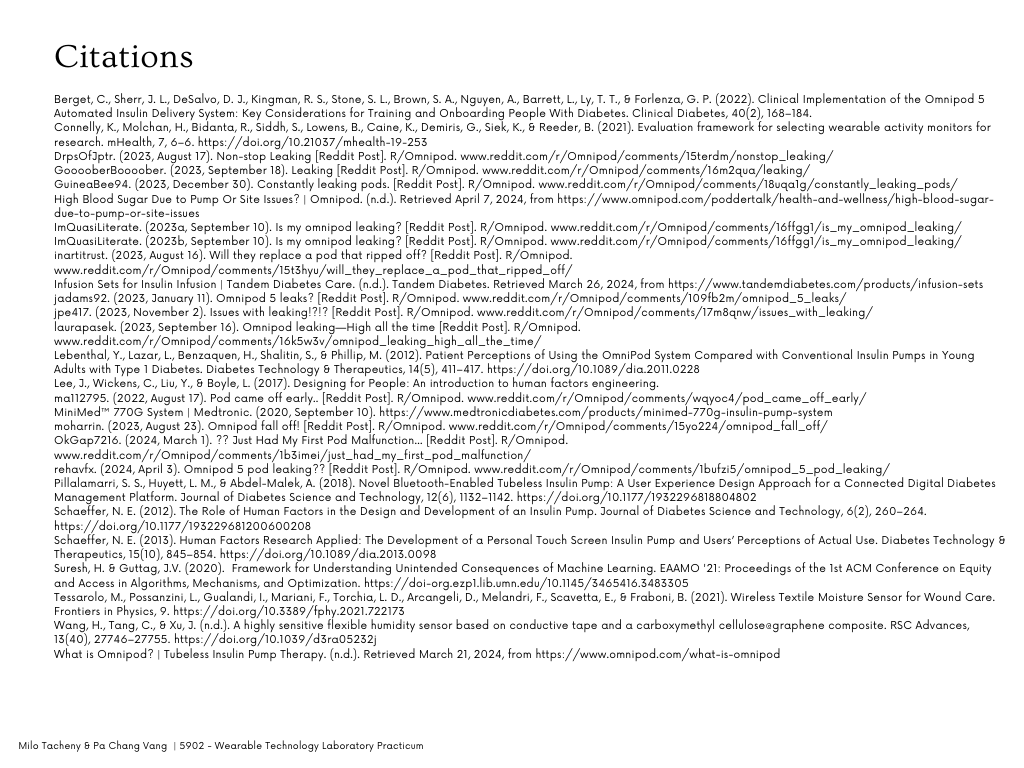 Citations
Berget, C., Sherr, J. L., DeSalvo, D. J., Kingman, R. S., Stone, S. L., Brown, S. A., Nguyen, A., Barrett, L., Ly, T. T., & Forlenza, G. P. (2022). Clinical Implementation of the Omnipod 5
Automated Insulin Delivery System: Key Considerations for Training and Onboarding People With Diabetes. Clinical Diabetes, 40(2), 168–184.
Connelly, K., Molchan, H., Bidanta, R., Siddh, S., Lowens, B., Caine, K., Demiris, G., Siek, K., & Reeder, B. (2021). Evaluation framework for selecting wearable activity monitors for
research. mHealth, 7, 6–6. https://doi.org/10.21037/mhealth-19-253
DrpsOfJptr. (2023, August 17). Non-stop Leaking [Reddit Post]. R/Omnipod. www.reddit.com/r/Omnipod/comments/15terdm/nonstop_leaking/
GooooberBoooober. (2023, September 18). Leaking [Reddit Post]. R/Omnipod. www.reddit.com/r/Omnipod/comments/16m2qua/leaking/
GuineaBee94. (2023, December 30). Constantly leaking pods. [Reddit Post]. R/Omnipod. www.reddit.com/r/Omnipod/comments/18uqa1g/constantly_leaking_pods/
High Blood Sugar Due to Pump Or Site Issues? | Omnipod. (n.d.). Retrieved April 7, 2024, from https://www.omnipod.com/poddertalk/health-and-wellness/high-blood-sugar-
due-to-pump-or-site-issues
ImQuasiLiterate. (2023a, September 10). Is my omnipod leaking? [Reddit Post]. R/Omnipod. www.reddit.com/r/Omnipod/comments/16ffgg1/is_my_omnipod_leaking/
ImQuasiLiterate. (2023b, September 10). Is my omnipod leaking? [Reddit Post]. R/Omnipod. www.reddit.com/r/Omnipod/comments/16ffgg1/is_my_omnipod_leaking/
inartitrust. (2023, August 16). Will they replace a pod that ripped off? [Reddit Post]. R/Omnipod.
www.reddit.com/r/Omnipod/comments/15t3hyu/will_they_replace_a_pod_that_ripped_off/
Infusion Sets for Insulin Infusion | Tandem Diabetes Care. (n.d.). Tandem Diabetes. Retrieved March 26, 2024, from https://www.tandemdiabetes.com/products/infusion-sets
jadams92. (2023, January 11). Omnipod 5 leaks? [Reddit Post]. R/Omnipod. www.reddit.com/r/Omnipod/comments/109fb2m/omnipod_5_leaks/
jpe417. (2023, November 2). Issues with leaking!?!? [Reddit Post]. R/Omnipod. www.reddit.com/r/Omnipod/comments/17m8qnw/issues_with_leaking/
laurapasek. (2023, September 16). Omnipod leaking—High all the time [Reddit Post]. R/Omnipod.
www.reddit.com/r/Omnipod/comments/16k5w3v/omnipod_leaking_high_all_the_time/
Lebenthal, Y., Lazar, L., Benzaquen, H., Shalitin, S., & Phillip, M. (2012). Patient Perceptions of Using the OmniPod System Compared with Conventional Insulin Pumps in Young
Adults with Type 1 Diabetes. Diabetes Technology & Therapeutics, 14(5), 411–417. https://doi.org/10.1089/dia.2011.0228
Lee, J., Wickens, C., Liu, Y., & Boyle, L. (2017). Designing for People: An introduction to human factors engineering.
ma112795. (2022, August 17). Pod came off early.. [Reddit Post]. R/Omnipod. www.reddit.com/r/Omnipod/comments/wqyoc4/pod_came_off_early/
MiniMed™ 770G System | Medtronic. (2020, September 10). https://www.medtronicdiabetes.com/products/minimed-770g-insulin-pump-system
moharrin. (2023, August 23). Omnipod fall off! [Reddit Post]. R/Omnipod. www.reddit.com/r/Omnipod/comments/15yo224/omnipod_fall_off/
OkGap7216. (2024, March 1). ?? Just Had My First Pod Malfunction... [Reddit Post]. R/Omnipod.
www.reddit.com/r/Omnipod/comments/1b3imei/just_had_my_first_pod_malfunction/
rehavfx. (2024, April 3). Omnipod 5 pod leaking?? [Reddit Post]. R/Omnipod. www.reddit.com/r/Omnipod/comments/1bufzi5/omnipod_5_pod_leaking/
Pillalamarri, S. S., Huyett, L. M., & Abdel-Malek, A. (2018). Novel Bluetooth-Enabled Tubeless Insulin Pump: A User Experience Design Approach for a Connected Digital Diabetes
Management Platform. Journal of Diabetes Science and Technology, 12(6), 1132–1142. https://doi.org/10.1177/1932296818804802
Schaeffer, N. E. (2012). The Role of Human Factors in the Design and Development of an Insulin Pump. Journal of Diabetes Science and Technology, 6(2), 260–264.
https://doi.org/10.1177/193229681200600208
Schaeffer, N. E. (2013). Human Factors Research Applied: The Development of a Personal Touch Screen Insulin Pump and Users’ Perceptions of Actual Use. Diabetes Technology &
Therapeutics, 15(10), 845–854. https://doi.org/10.1089/dia.2013.0098
Suresh, H. & Guttag, J.V. (2020). Framework for Understanding Unintended Consequences of Machine Learning. EAAMO '21: Proceedings of the 1st ACM Conference on Equity
and Access in Algorithms, Mechanisms, and Optimization. https://doi-org.ezp1.lib.umn.edu/10.1145/3465416.3483305
Tessarolo, M., Possanzini, L., Gualandi, I., Mariani, F., Torchia, L. D., Arcangeli, D., Melandri, F., Scavetta, E., & Fraboni, B. (2021). Wireless Textile Moisture Sensor for Wound Care.
Frontiers in Physics, 9. https://doi.org/10.3389/fphy.2021.722173
Wang, H., Tang, C., & Xu, J. (n.d.). A highly sensitive flexible humidity sensor based on conductive tape and a carboxymethyl cellulose@graphene composite. RSC Advances,
13(40), 27746–27755. https://doi.org/10.1039/d3ra05232j
What is Omnipod? | Tubeless Insulin Pump Therapy. (n.d.). Retrieved March 21, 2024, from https://www.omnipod.com/what-is-omnipod
Milo Tacheny & Pa Chang Vang | 5902 - Wearable Technology Laboratory Practicum